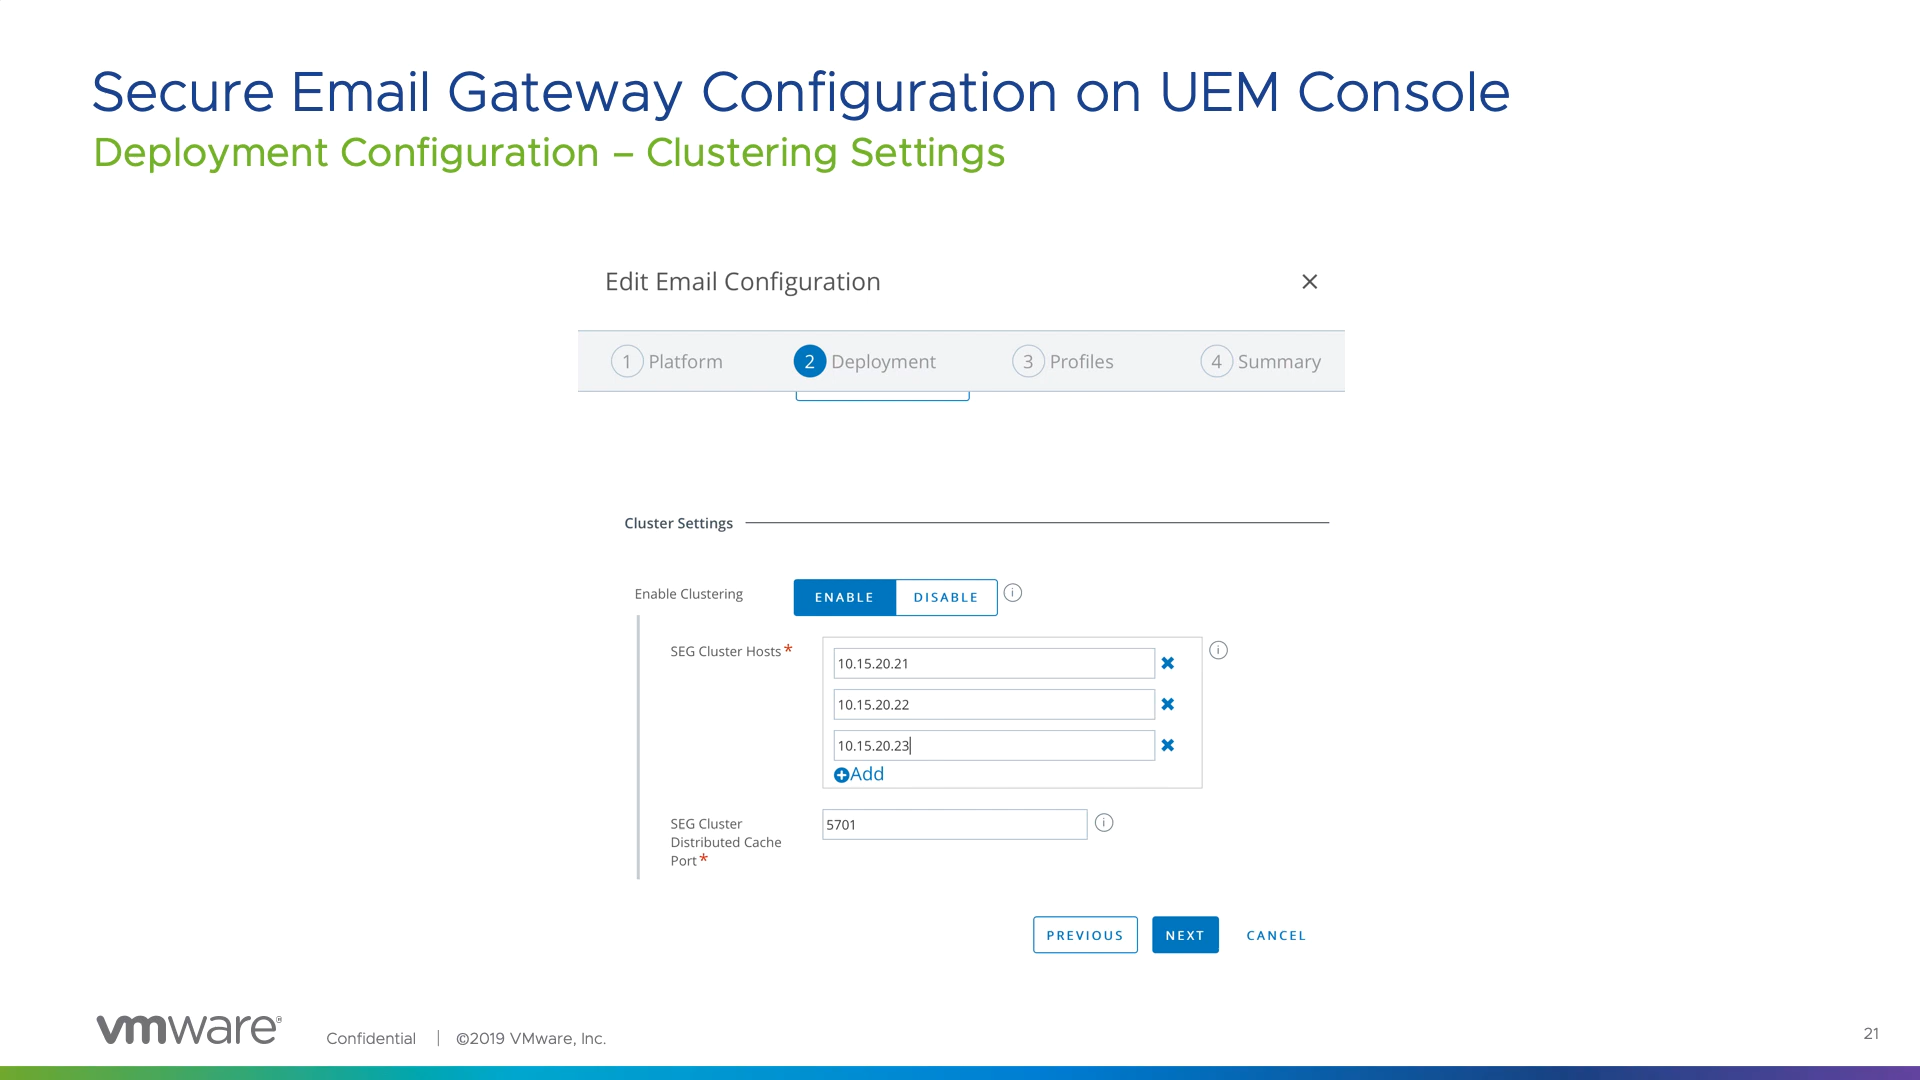 Secure Email Gateway Configuration on UEM Console
Deployment Configuration – Clustering Settings
Edit Email Configuration
1 Platform 2 Deployment 3 Profiles 4 Summary
Cluster Settings
Enable Clustering ENABLE DISABLE
SEG Cluster Hosts*
10.15.20.21
10.15.20.22
10.15.20.23
Add
SEG Cluster
Distributed Cache
Port*
5701
PREVIOUS NEXT CANCEL
vmware® Confidential | ©2019 VMware, Inc. 21